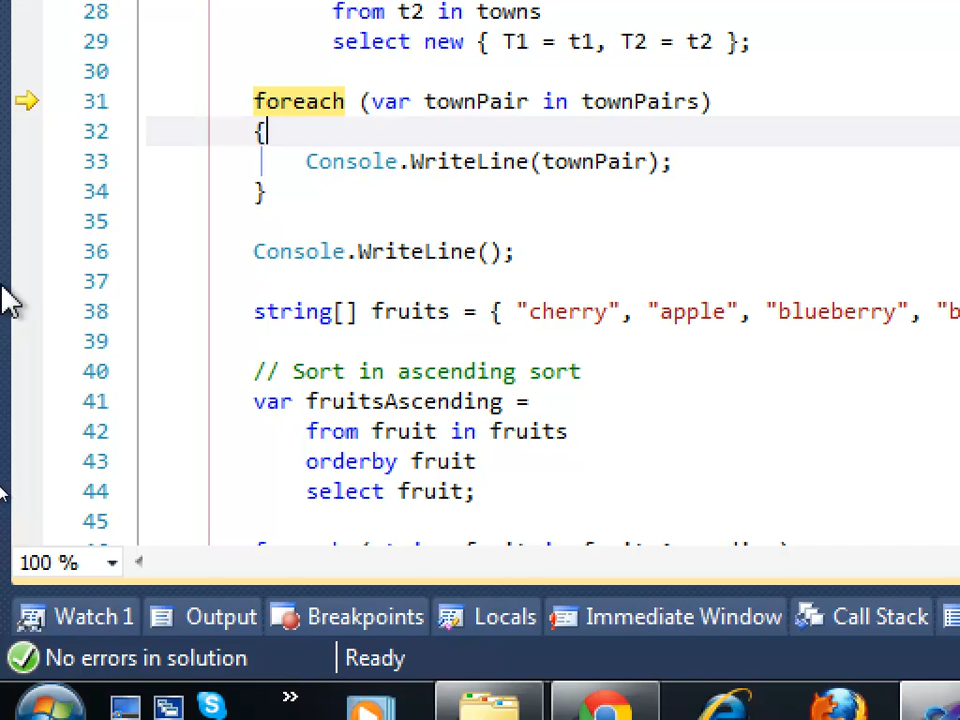 28 from t2 in towns
29 select new { T1 = t1, T2 = t2 };
30
31 foreach (var townPair in townPairs)
32 {
33 Console.WriteLine(townPair);
34 }
35
36 Console.WriteLine();
37
38 string[] fruits = { "cherry", "apple", "blueberry", "b
39
40 // Sort in ascending sort
41 var fruitsAscending =
42 from fruit in fruits
43 orderby fruit
44 select fruit;
45
100 %
Watch 1 Output Breakpoints Locals Immediate Window Call Stack
No errors in solution Ready
»